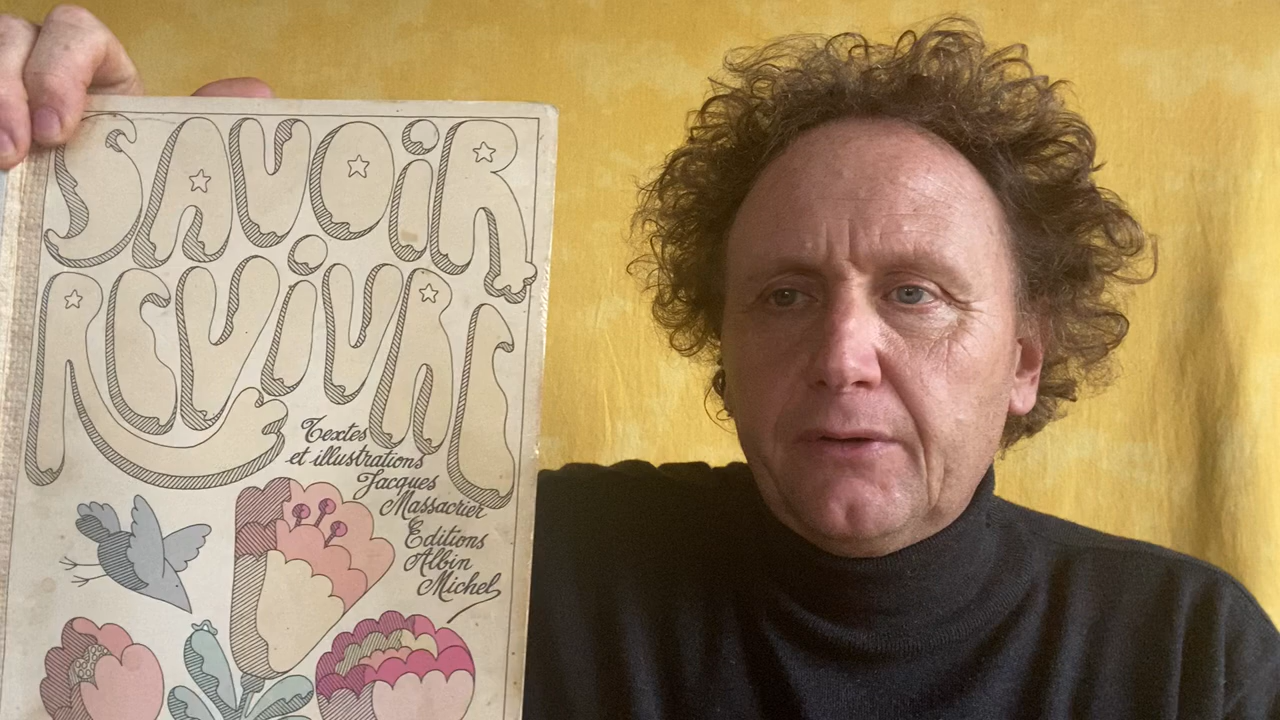 SAVOiR
REViVRE
Textes
et illustrations
Jacques
Massacrier
Editions
Albin
Michel